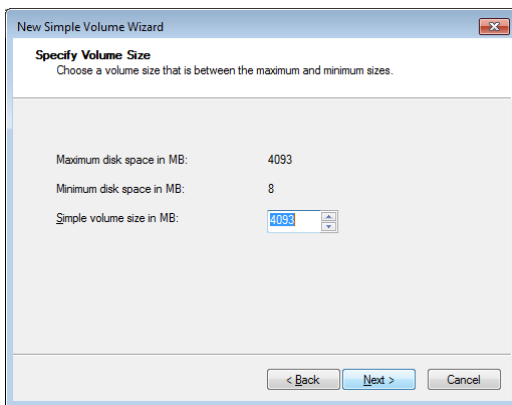 New Simple Volume Wizard
Specify Volume Size
Choose a volume size that is between the maximum and minimum sizes.
Maximum disk space in MB: 4093
Minimum disk space in MB: 8
Simple volume size in MB: 4093
< Back Next > Cancel